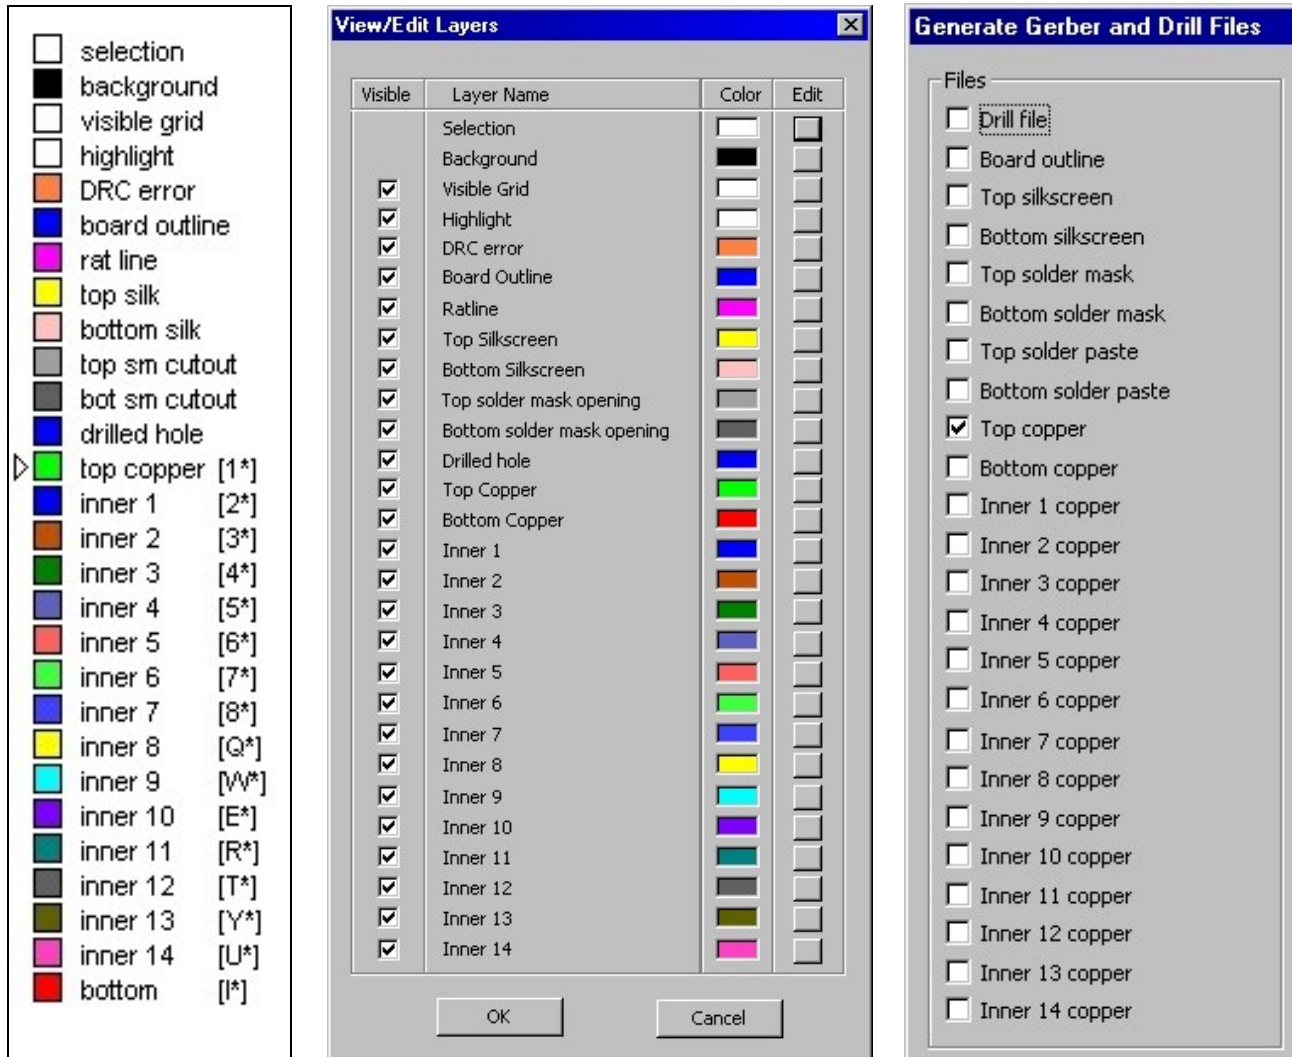 selection
background
visible grid
highlight
DRC error
board outline
rat line
top silk
bottom silk
top sm cutout
bot sm cutout
drilled hole
top copper [1*]
inner 1 [2*]
inner 2 [3*]
inner 3 [4*]
inner 4 [5*]
inner 5 [6*]
inner 6 [7*]
inner 7 [8*]
inner 8 [Q*]
inner 9 [W*]
inner 10 [E*]
inner 11 [R*]
inner 12 [T*]
inner 13 [Y*]
inner 14 [U*]
bottom [I*]
View/Edit Layers
Visible Layer Name Color Edit
Selection
Background
Visible Grid
Highlight
DRC error
Board Outline
Ratline
Top Silkscreen
Bottom Silkscreen
Top solder mask opening
Bottom solder mask opening
Drilled hole
Top Copper
Bottom Copper
Inner 1
Inner 2
Inner 3
Inner 4
Inner 5
Inner 6
Inner 7
Inner 8
Inner 9
Inner 10
Inner 11
Inner 12
Inner 13
Inner 14
OK Cancel
Generate Gerber and Drill Files
Files
Drill file
Board outline
Top silkscreen
Bottom silkscreen
Top solder mask
Bottom solder mask
Top solder paste
Bottom solder paste
Top copper
Bottom copper
Inner 1 copper
Inner 2 copper
Inner 3 copper
Inner 4 copper
Inner 5 copper
Inner 6 copper
Inner 7 copper
Inner 8 copper
Inner 9 copper
Inner 10 copper
Inner 11 copper
Inner 12 copper
Inner 13 copper
Inner 14 copper